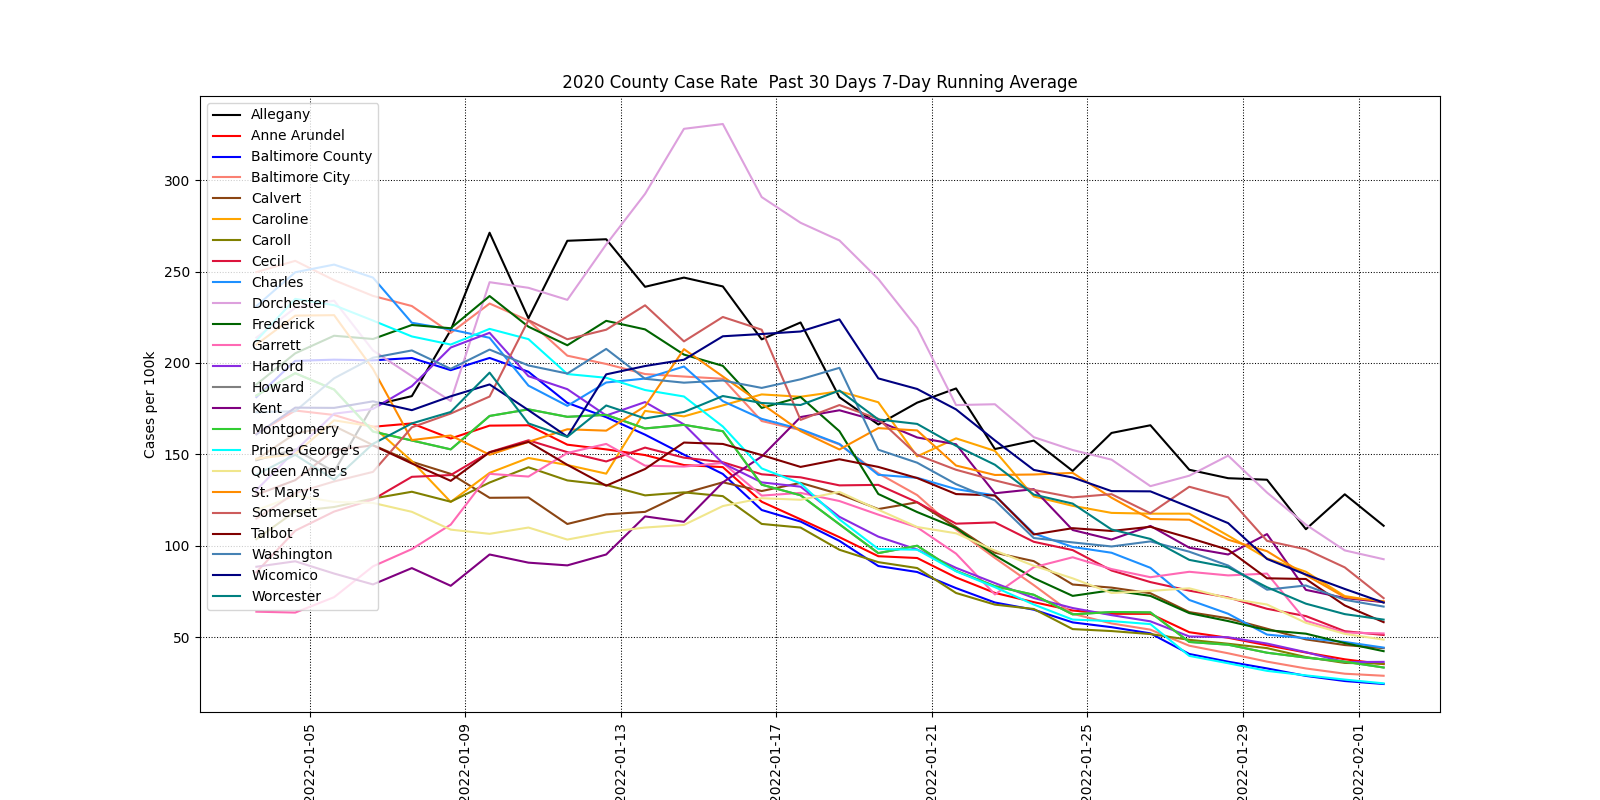 2020 County Case Rate  Past 30 Days 7-Day Running Average
Cases per 100k
300
250
200
150
100
50
Allegany
Anne Arundel
Baltimore County
Baltimore City
Calvert
Caroline
Caroll
Cecil
Charles
Dorchester
Frederick
Garrett
Harford
Howard
Kent
Montgomery
Prince George's
Queen Anne's
St. Mary's
Somerset
Talbot
Washington
Wicomico
Worcester
2022-01-05
2022-01-09
2022-01-13
2022-01-17
2022-01-21
2022-01-25
2022-01-29
2022-02-01